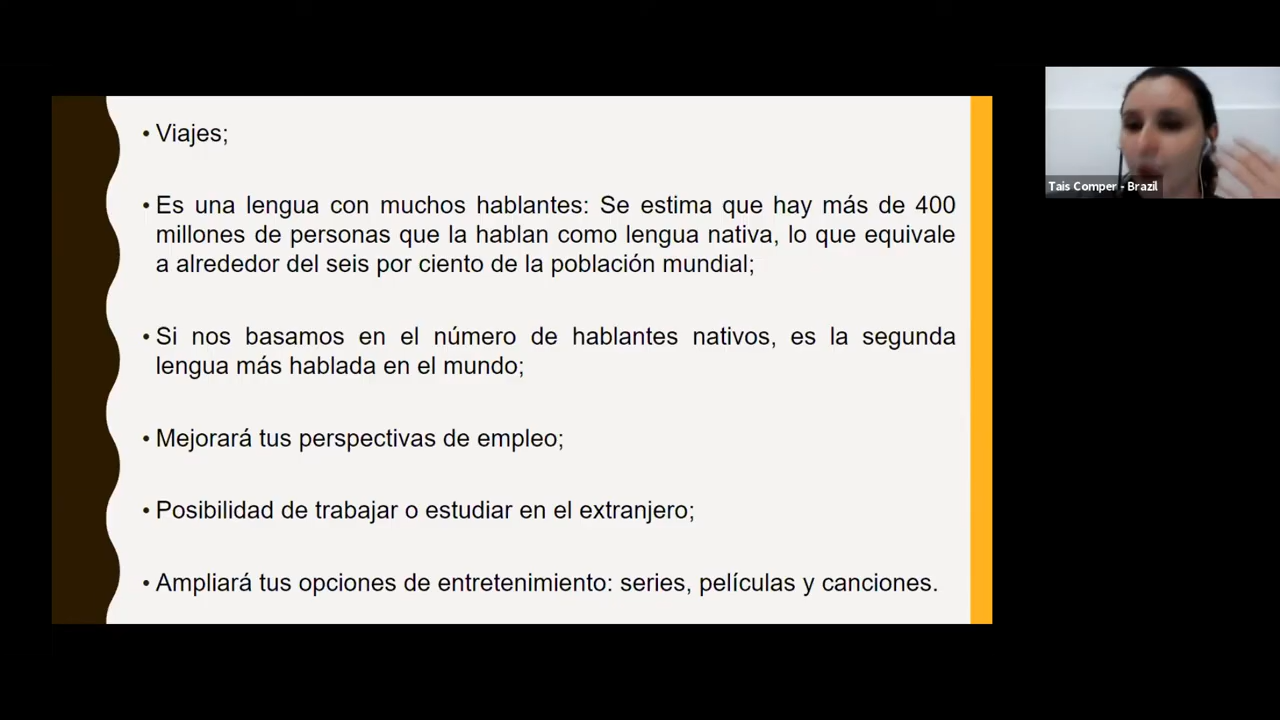 • Viajes;
• Es una lengua con muchos hablantes: Se estima que hay más de 400
millones de personas que la hablan como lengua nativa, lo que equivale
a alrededor del seis por ciento de la población mundial;
• Si nos basamos en el número de hablantes nativos, es la segunda
lengua más hablada en el mundo;
• Mejorará tus perspectivas de empleo;
• Posibilidad de trabajar o estudiar en el extranjero;
• Ampliará tus opciones de entretenimiento: series, películas y canciones.
Tais Comper - Brazil